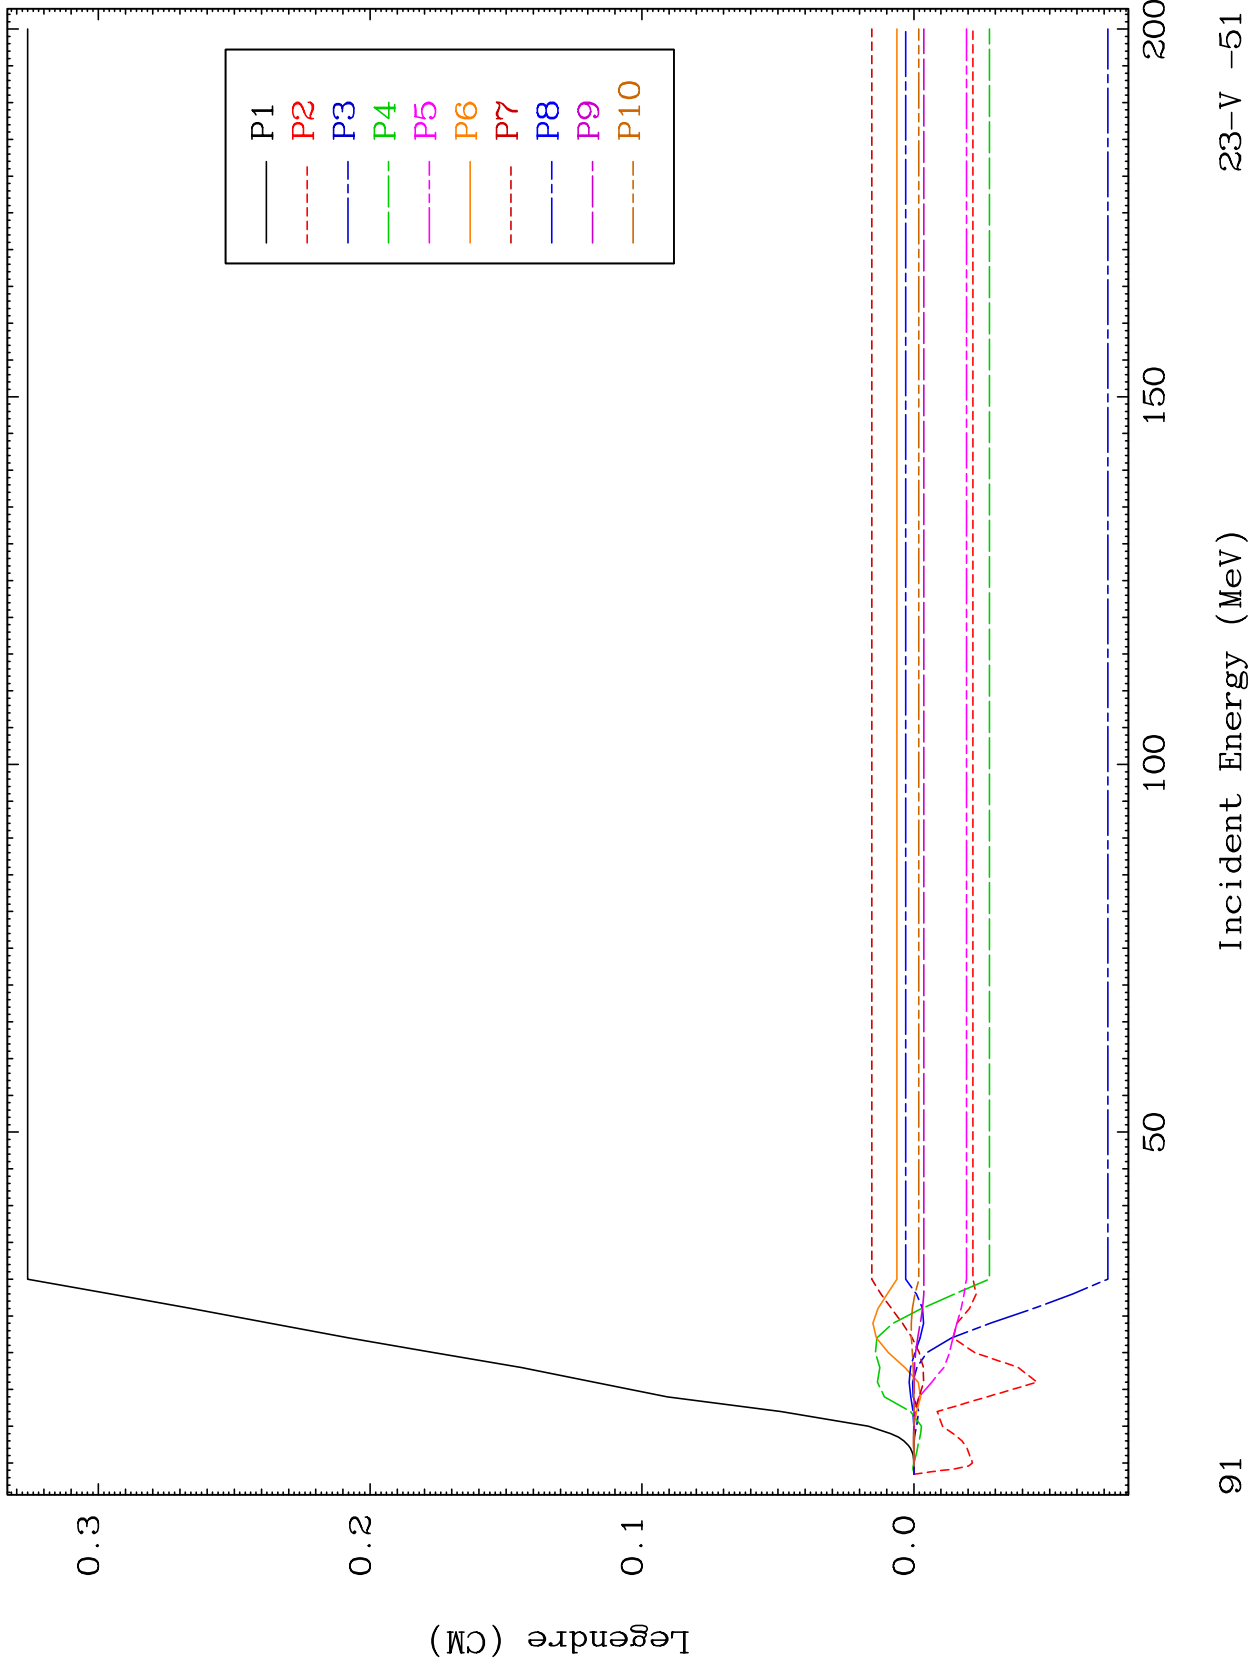 P1
P2
P3
P4
P5
P6
P7
P8
P9
P10
0.3
0.2
0.1
0.0
Legendre (CM)
50
100
150
200
Incident Energy (MeV)
91
23-V -51